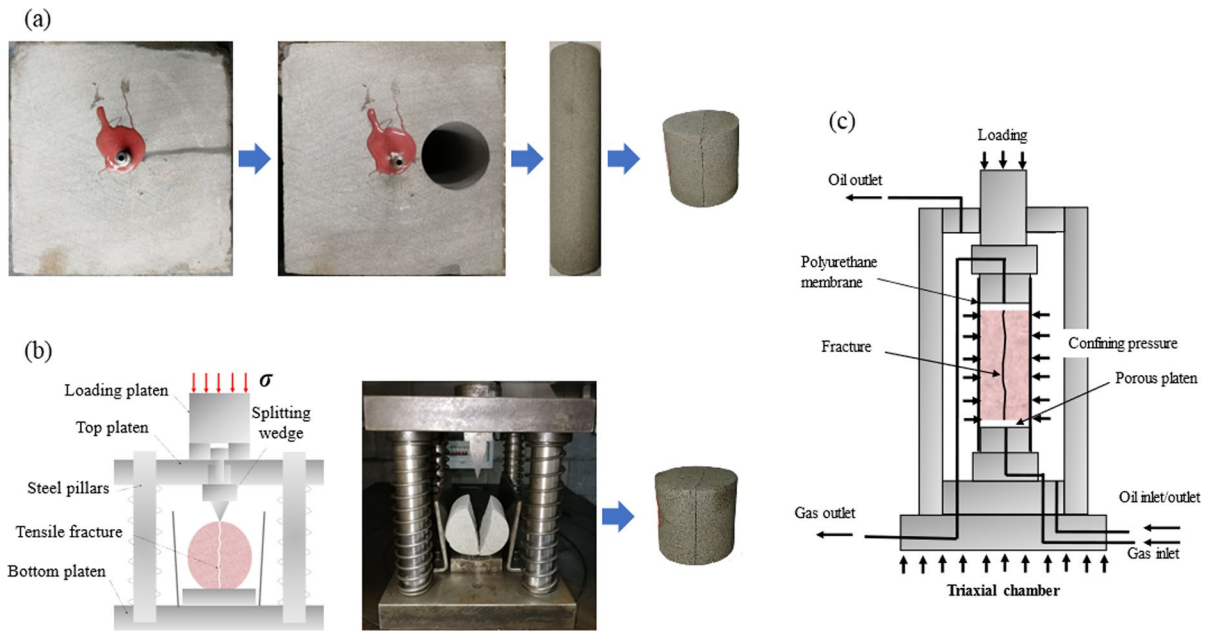 (a)
(b)
σ
Loading platen
Splitting
wedge
Top platen
Steel pillars
Tensile fracture
Bottom platen
(c)
Loading
Oil outlet
Polyurethane
membrane
Fracture
Confining pressure
Porous platen
Oil inlet/outlet
Gas outlet
Gas inlet
Triaxial chamber